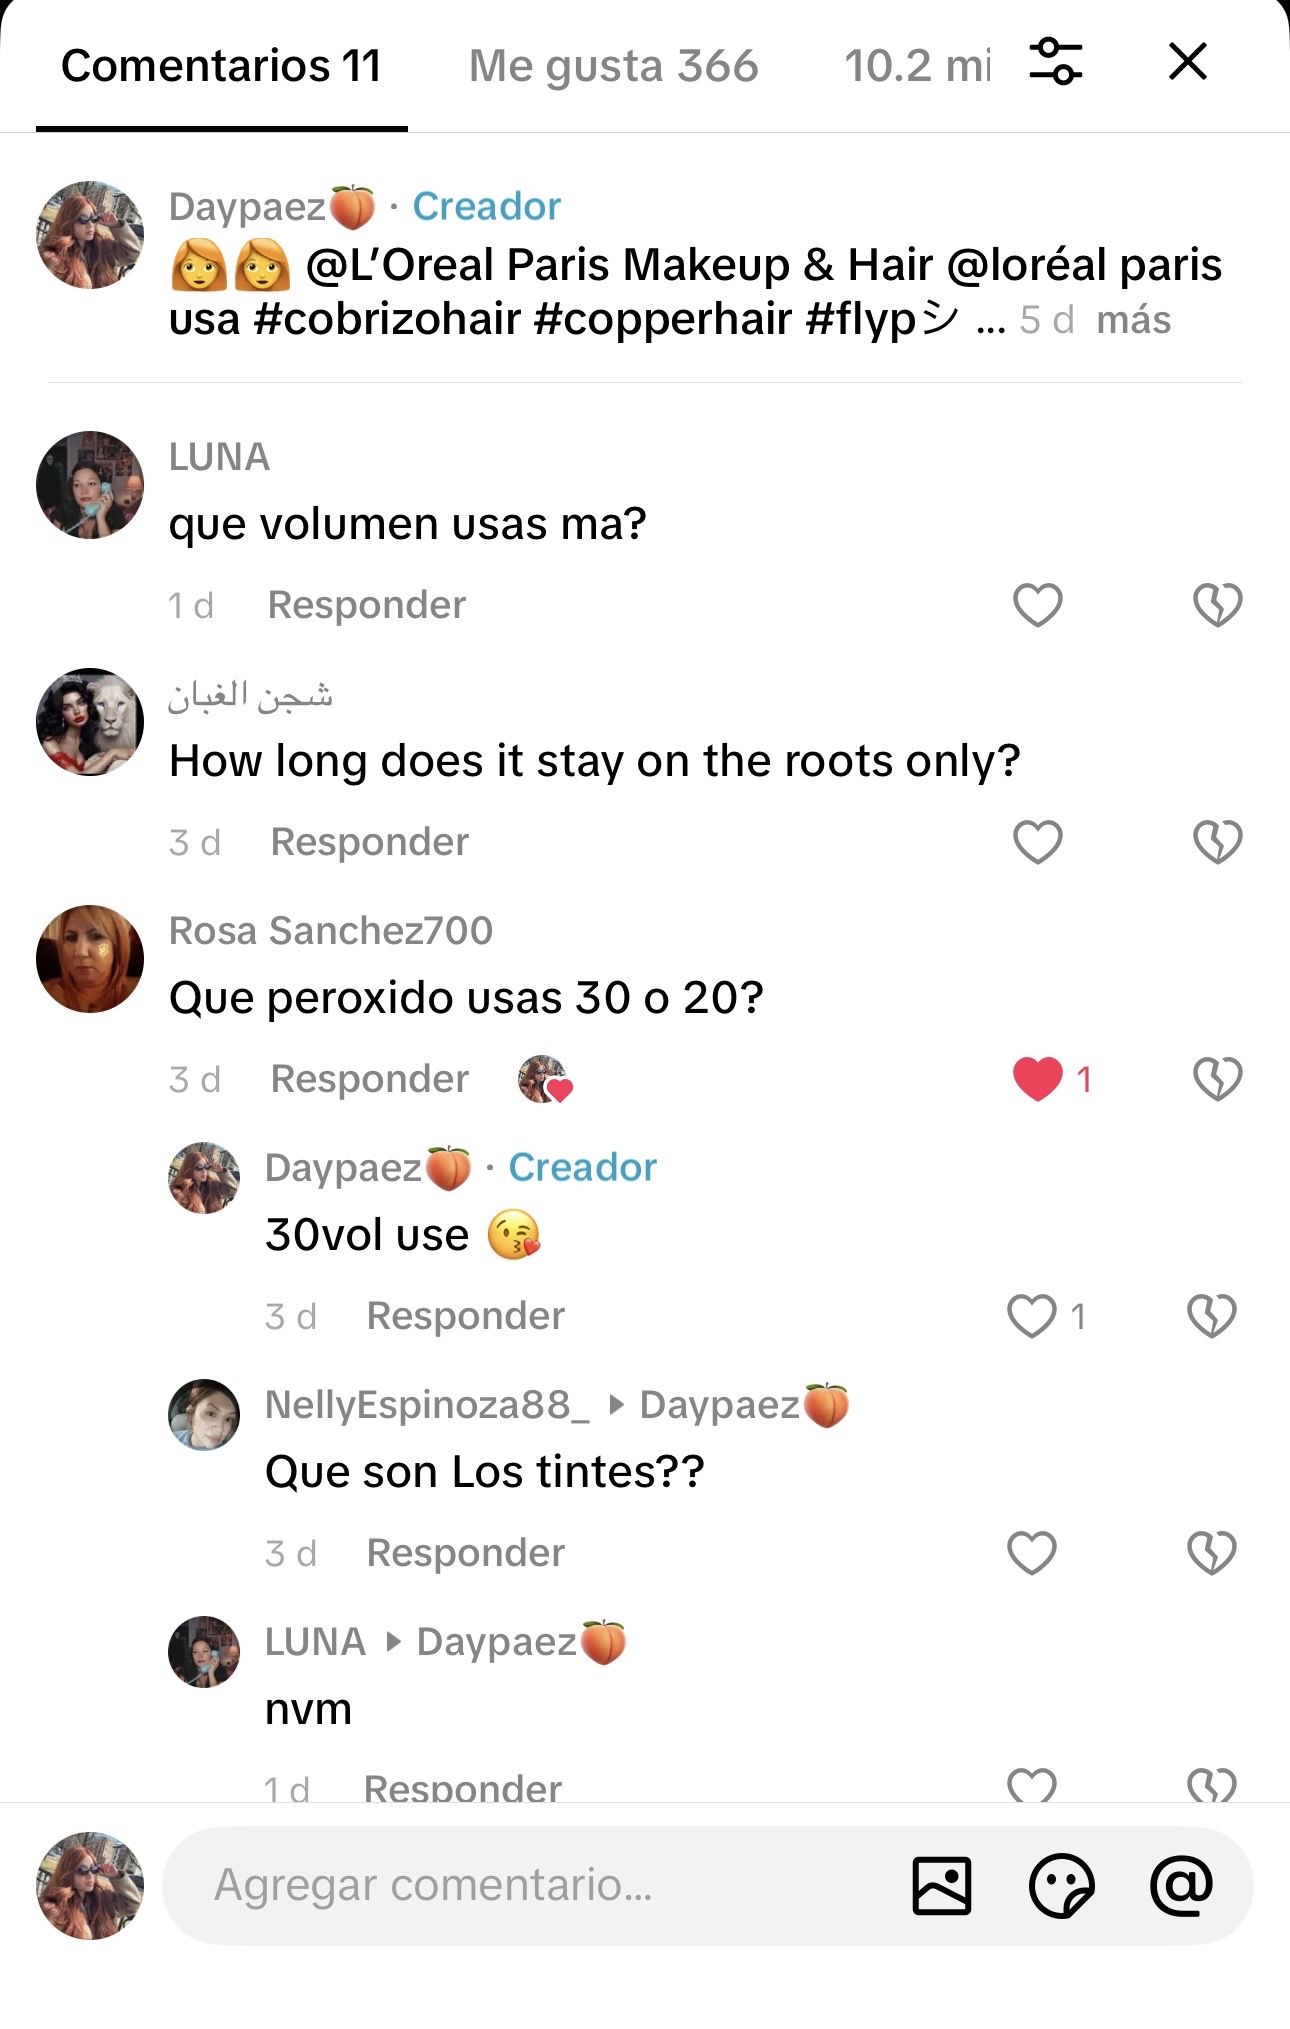 Comentarios 11 Me gusta 366 10.2 mi
Daypaez🍑 · Creador
👩‍🦰👩‍🦰 @L’Oreal Paris Makeup & Hair @loréal paris
usa #cobrizohair #copperhair #flypシ ... 5 d más
LUNA
que volumen usas ma?
1 d Responder
شجن الغبان
How long does it stay on the roots only?
3 d Responder
Rosa Sanchez700
Que peroxido usas 30 o 20?
3 d Responder 1
Daypaez🍑 · Creador
30vol use 😘
3 d Responder 1
NellyEspinoza88_ ▸ Daypaez🍑
Que son Los tintes??
3 d Responder
LUNA ▸ Daypaez🍑
nvm
1 d Responder
Agregar comentario... @